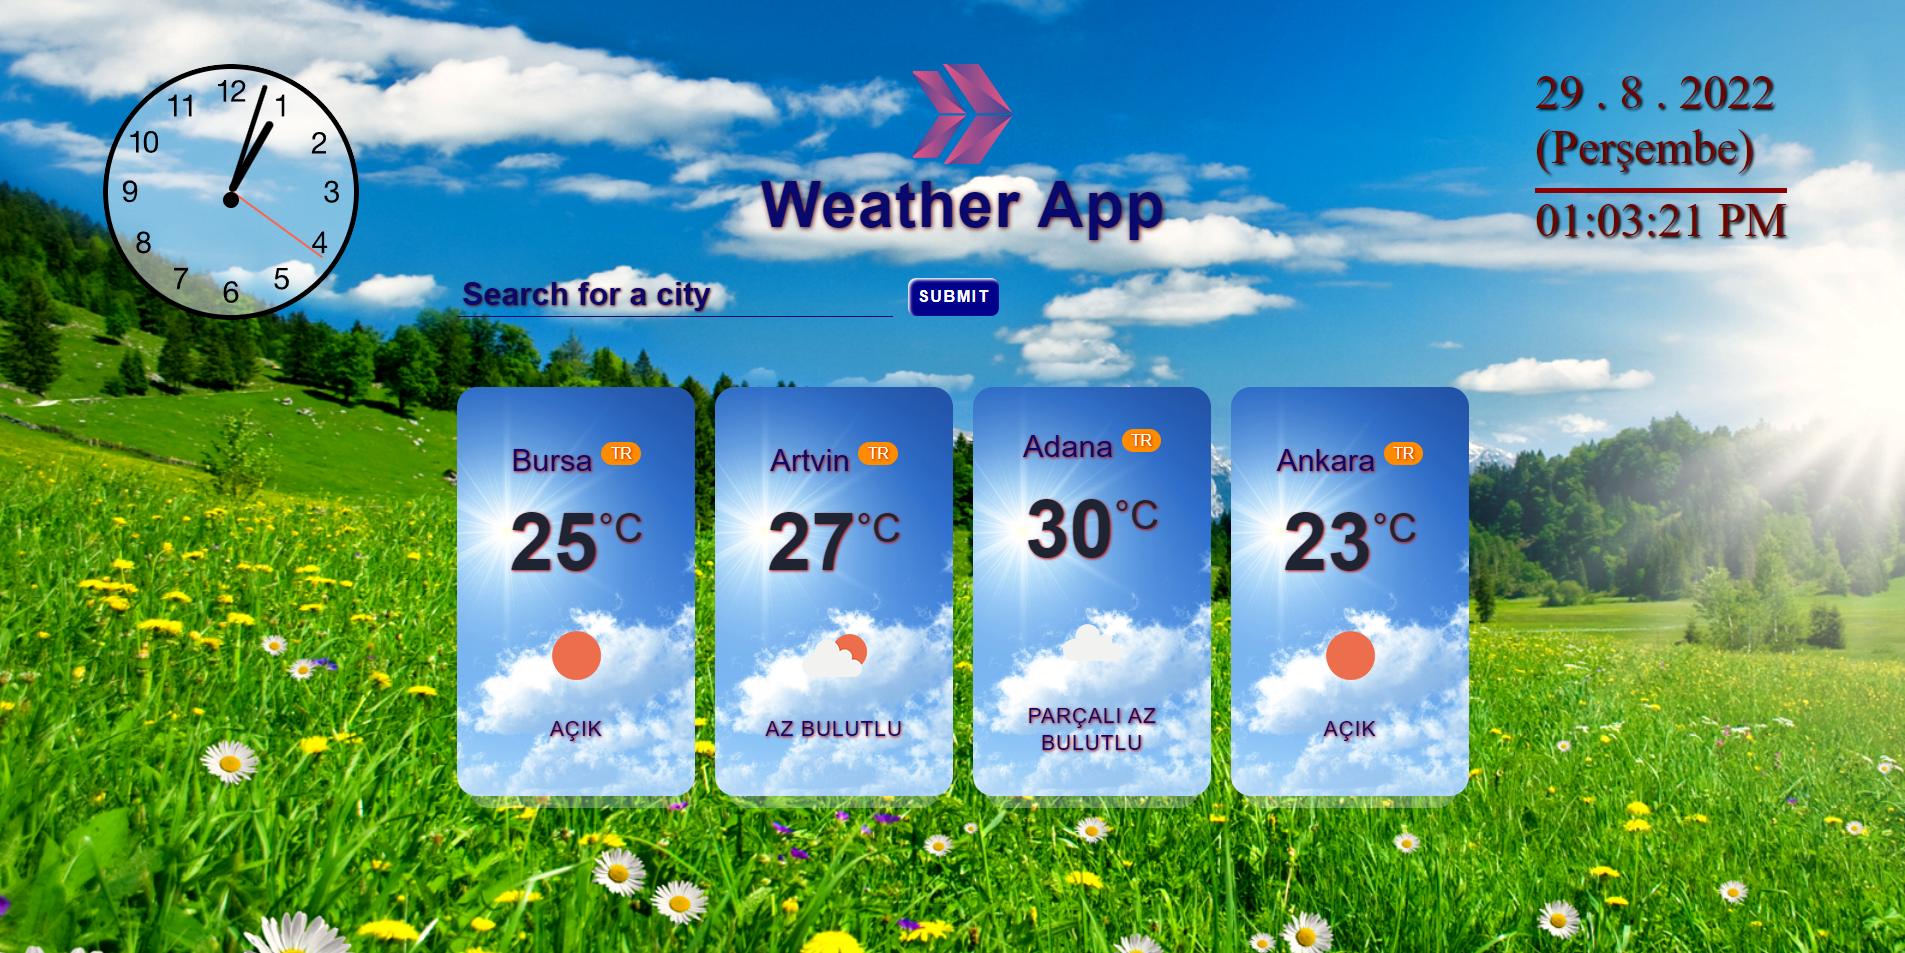 12
11
1
10
2
9
3
8
4
7
5
6
Weather App
29 . 8 . 2022
(Perşembe)
01:03:21 PM
Search for a city
SUBMIT
Bursa TR
25°C
AÇIK
Artvin TR
27°C
AZ BULUTLU
Adana TR
30°C
PARÇALI AZ
BULUTLU
Ankara TR
23°C
AÇIK